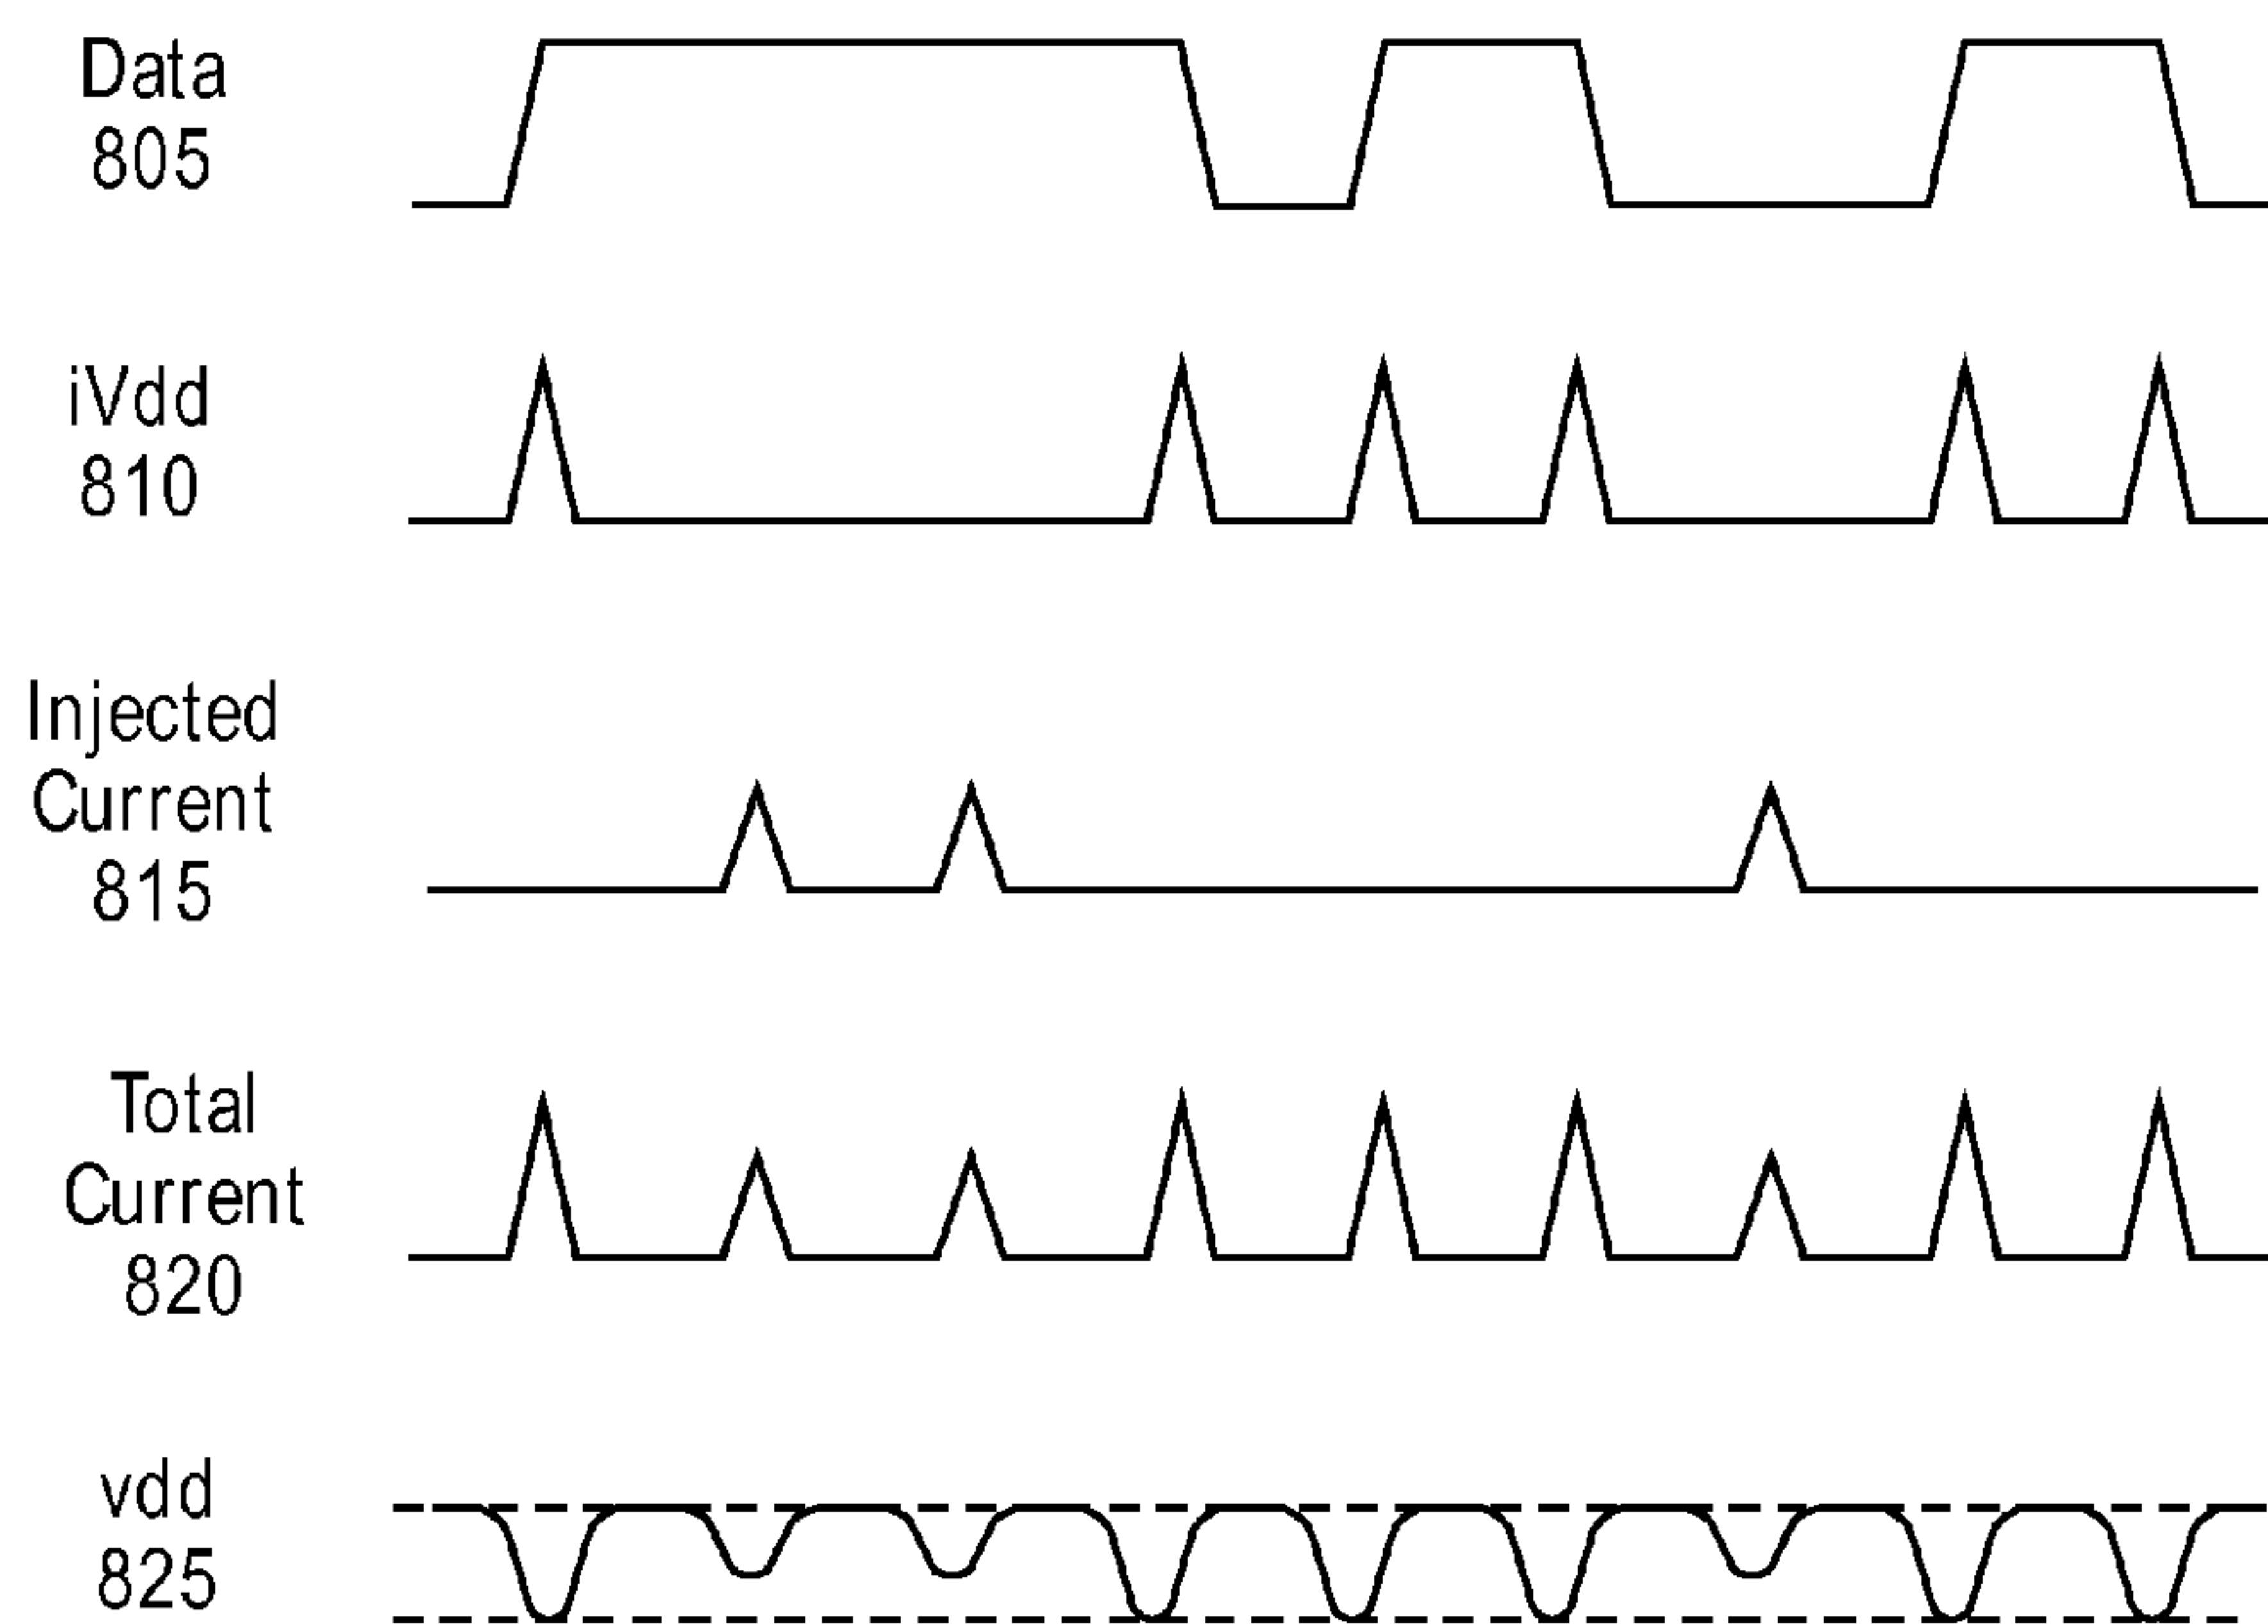 Data
805
iVdd
810
Injected
Current
815
Total
Current
820
vdd
825